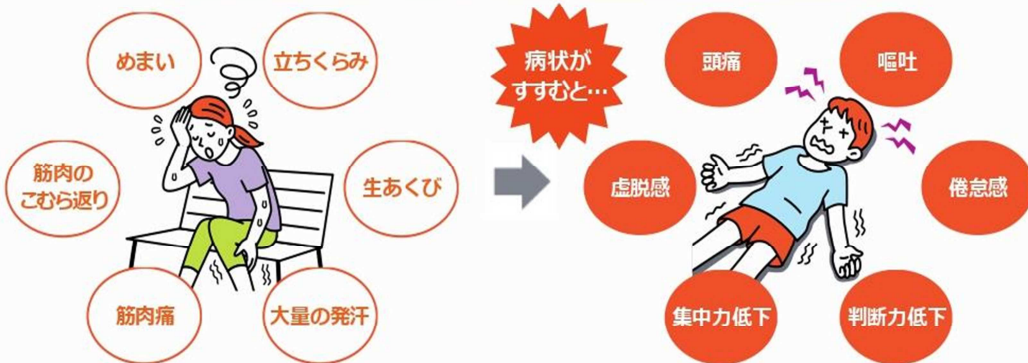 めまい
立ちくらみ
筋肉の
こむら返り
生あくび
筋肉痛
大量の発汗
病状が
すすむと…
頭痛
嘔吐
虚脱感
倦怠感
集中力低下
判断力低下